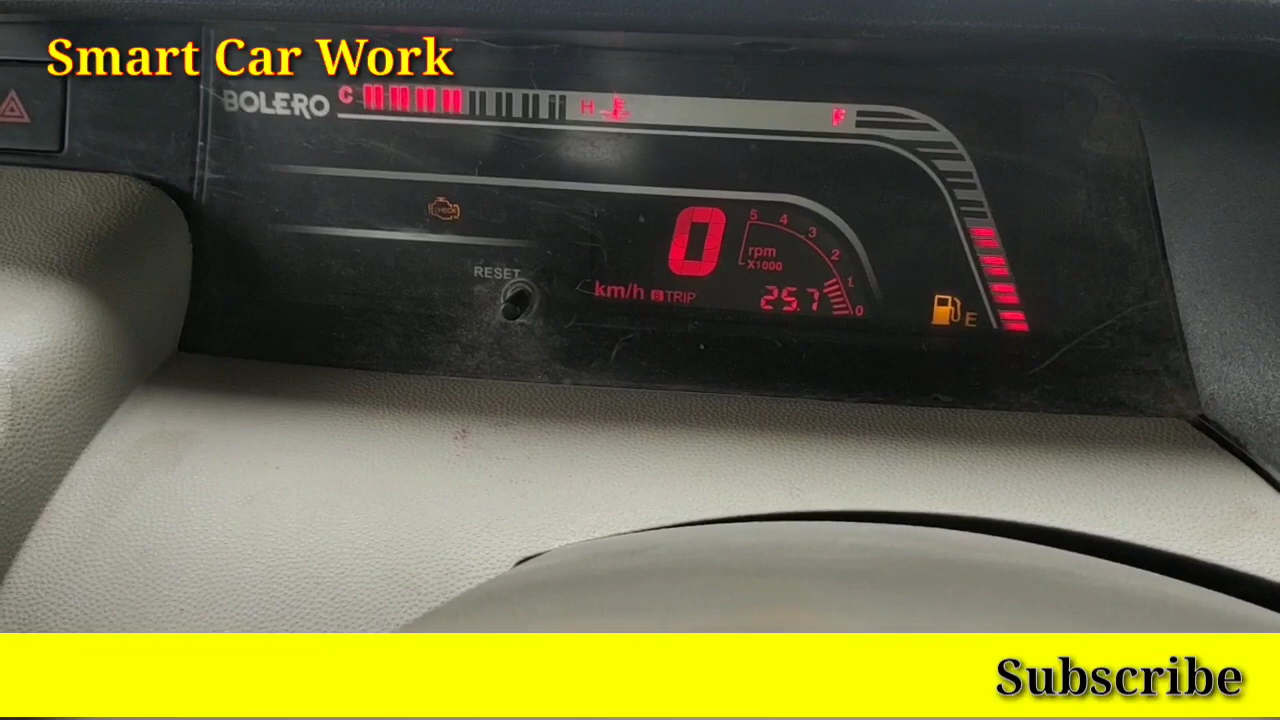 Smart Car Work
BOLERO C H F
CHECK
0
5 4 3 2 1 0
rpm
X1000
RESET
km/h B TRIP 25.7
E
Subscribe